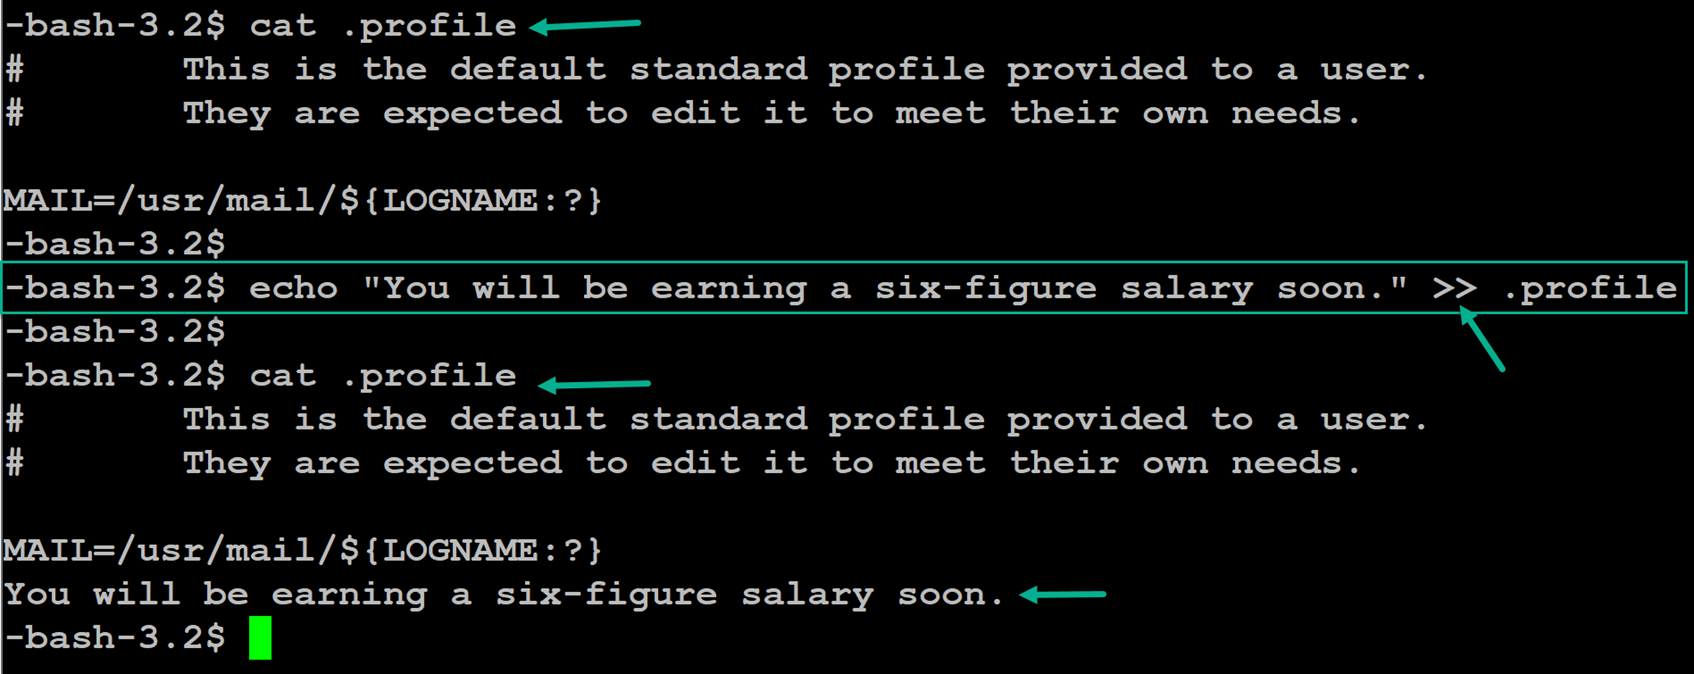 -bash-3.2$ cat .profile
#       This is the default standard profile provided to a user.
#       They are expected to edit it to meet their own needs.
MAIL=/usr/mail/${LOGNAME:?}
-bash-3.2$
-bash-3.2$ echo "You will be earning a six-figure salary soon." >> .profile
-bash-3.2$
-bash-3.2$ cat .profile
#       This is the default standard profile provided to a user.
#       They are expected to edit it to meet their own needs.
MAIL=/usr/mail/${LOGNAME:?}
You will be earning a six-figure salary soon.
-bash-3.2$